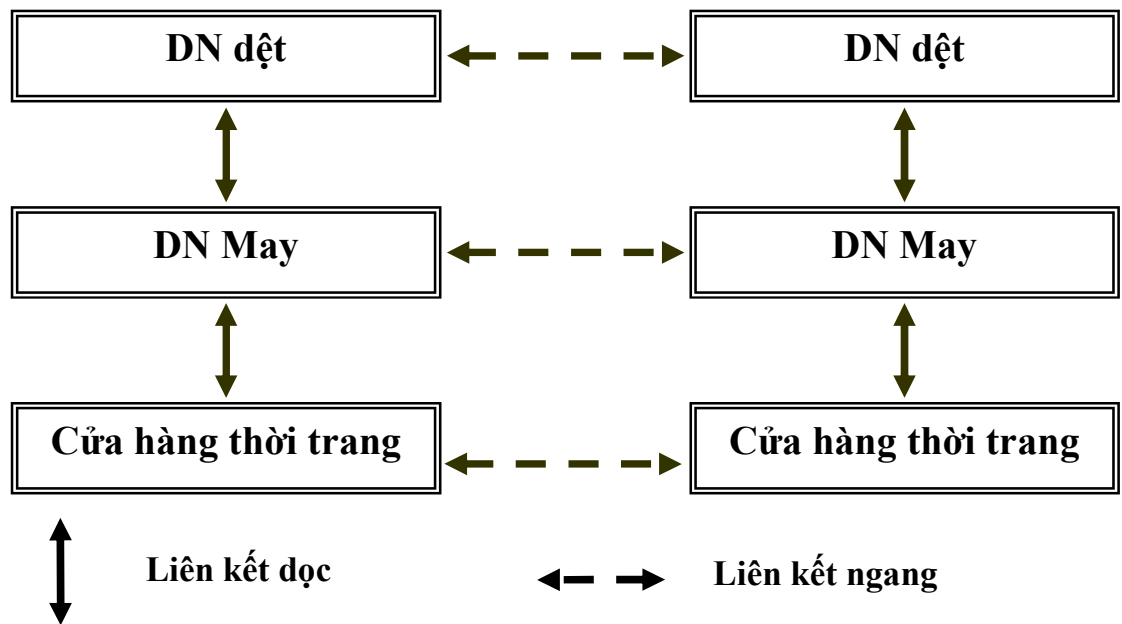 DN dệt
DN dệt
DN May
DN May
Cửa hàng thời trang
Cửa hàng thời trang
Liên kết dọc
Liên kết ngang